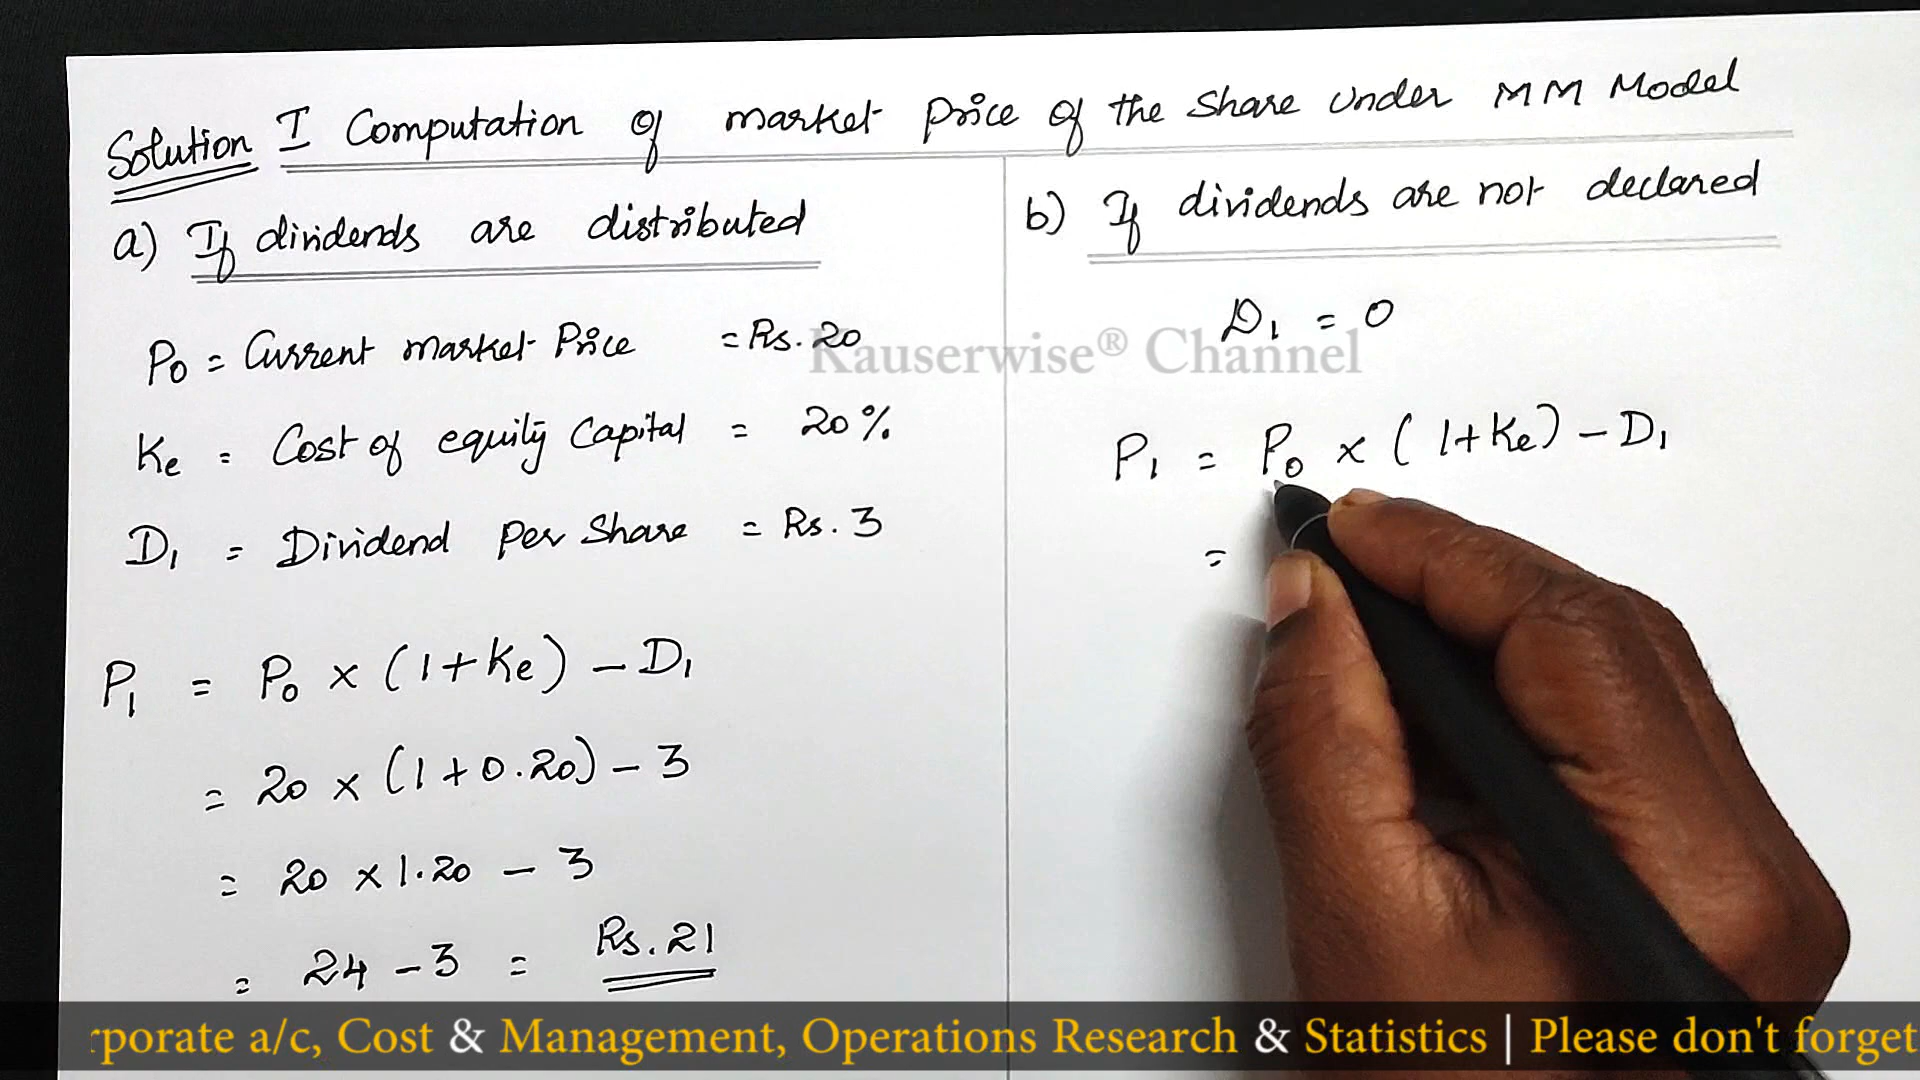 Solution I Computation of market price of the share under MM Model
a) If dividends are distributed
P0 = Current market Price = Rs. 20
Ke = Cost of equity Capital = 20%
D1 = Dividend Per Share = Rs. 3
P1 = P0 × (1+Ke) – D1
= 20 × (1+0.20) – 3
= 20 × 1.20 – 3
= 24 – 3 = Rs. 21
b) If dividends are not declared
D1 = 0
P1 = P0 × (1+Ke) – D1
=
Kauserwise® Channel
rporate a/c, Cost & Management, Operations Research & Statistics | Please don't forget